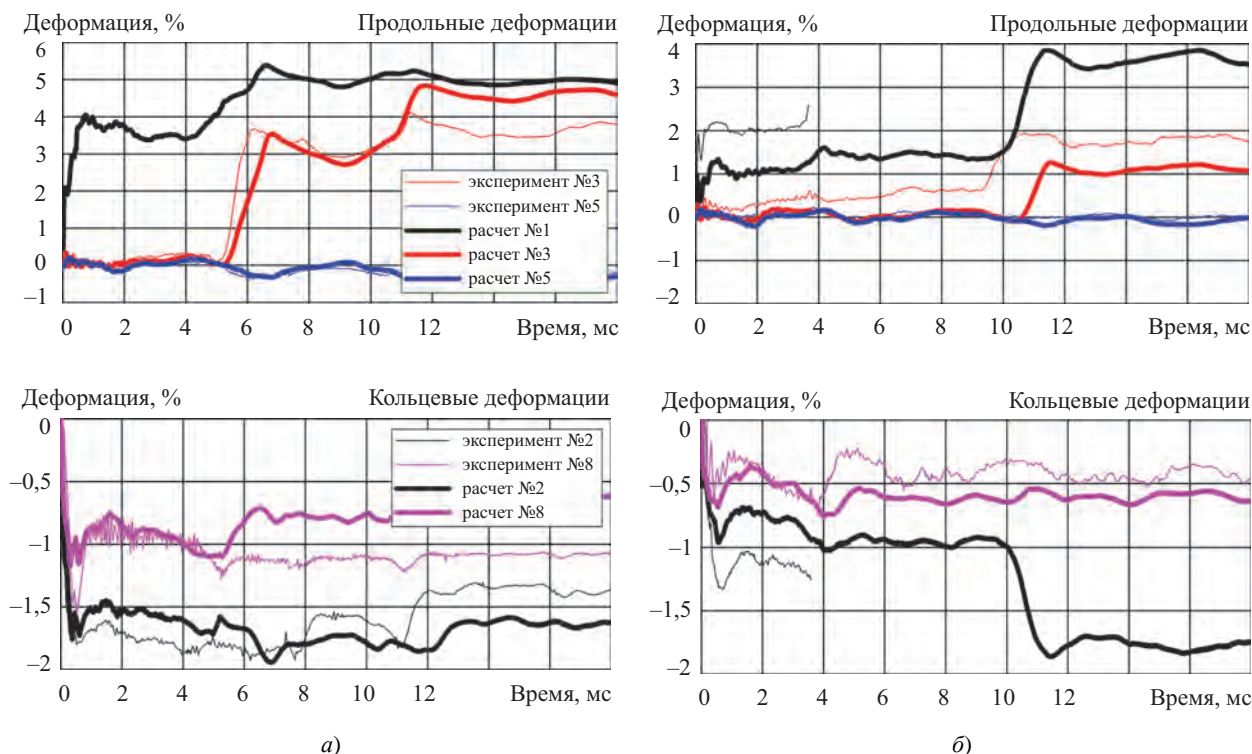 Деформация, % Продольные деформации
6
5
4
3
2
1
0
–1
эксперимент №3
эксперимент №5
расчет №1
расчет №3
расчет №5
0 2 4 6 8 10 12 Время, мс
Деформация, % Продольные деформации
4
3
2
1
0
–1
–2
0 2 4 6 8 10 12 Время, мс
Деформация, % Кольцевые деформации
0
–0,5
–1
–1,5
–2
эксперимент №2
эксперимент №8
расчет №2
расчет №8
0 2 4 6 8 10 12 Время, мс
а)
Деформация, % Кольцевые деформации
0
–0,5
–1
–1,5
–2
0 2 4 6 8 10 12 Время, мс
б)